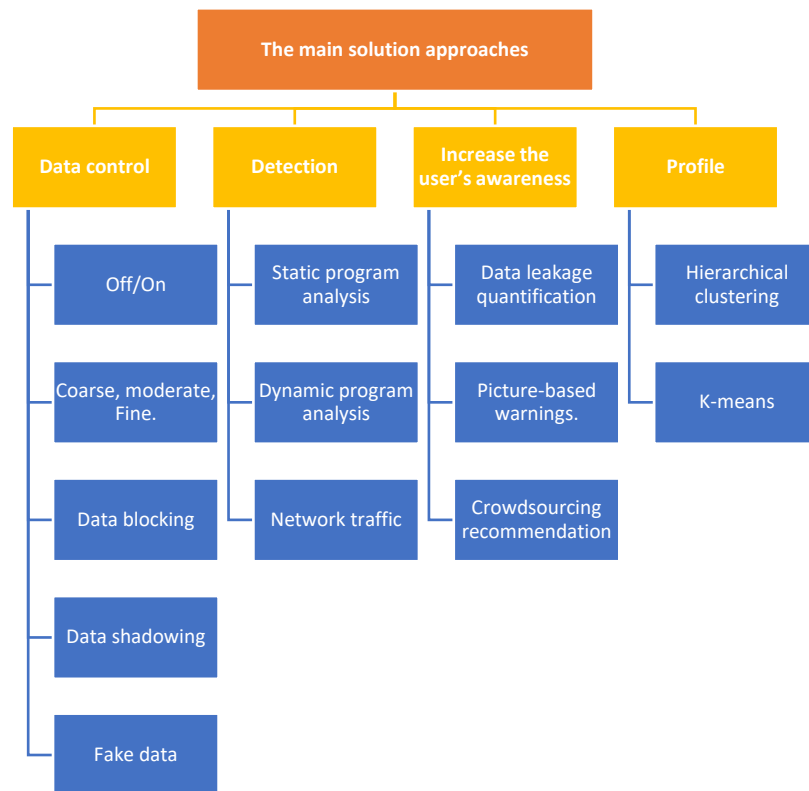 The main solution approaches
Data control
Off/On
Coarse, moderate,
Fine.
Data blocking
Data shadowing
Fake data
Detection
Static program
analysis
Dynamic program
analysis
Network traffic
Increase the
user’s awareness
Data leakage
quantification
Picture-based
warnings.
Crowdsourcing
recommendation
Profile
Hierarchical
clustering
K-means